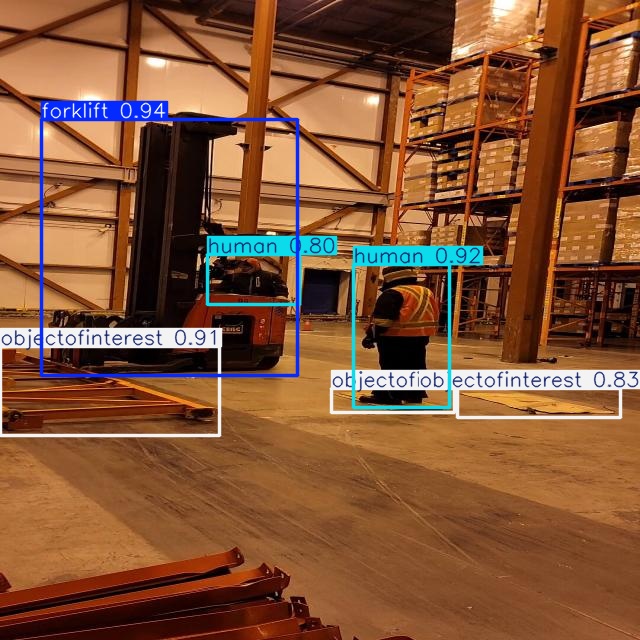 forklift 0.94
human 0.80
human 0.92
objectofinterest 0.91
objectofiobjectofinterest 0.83